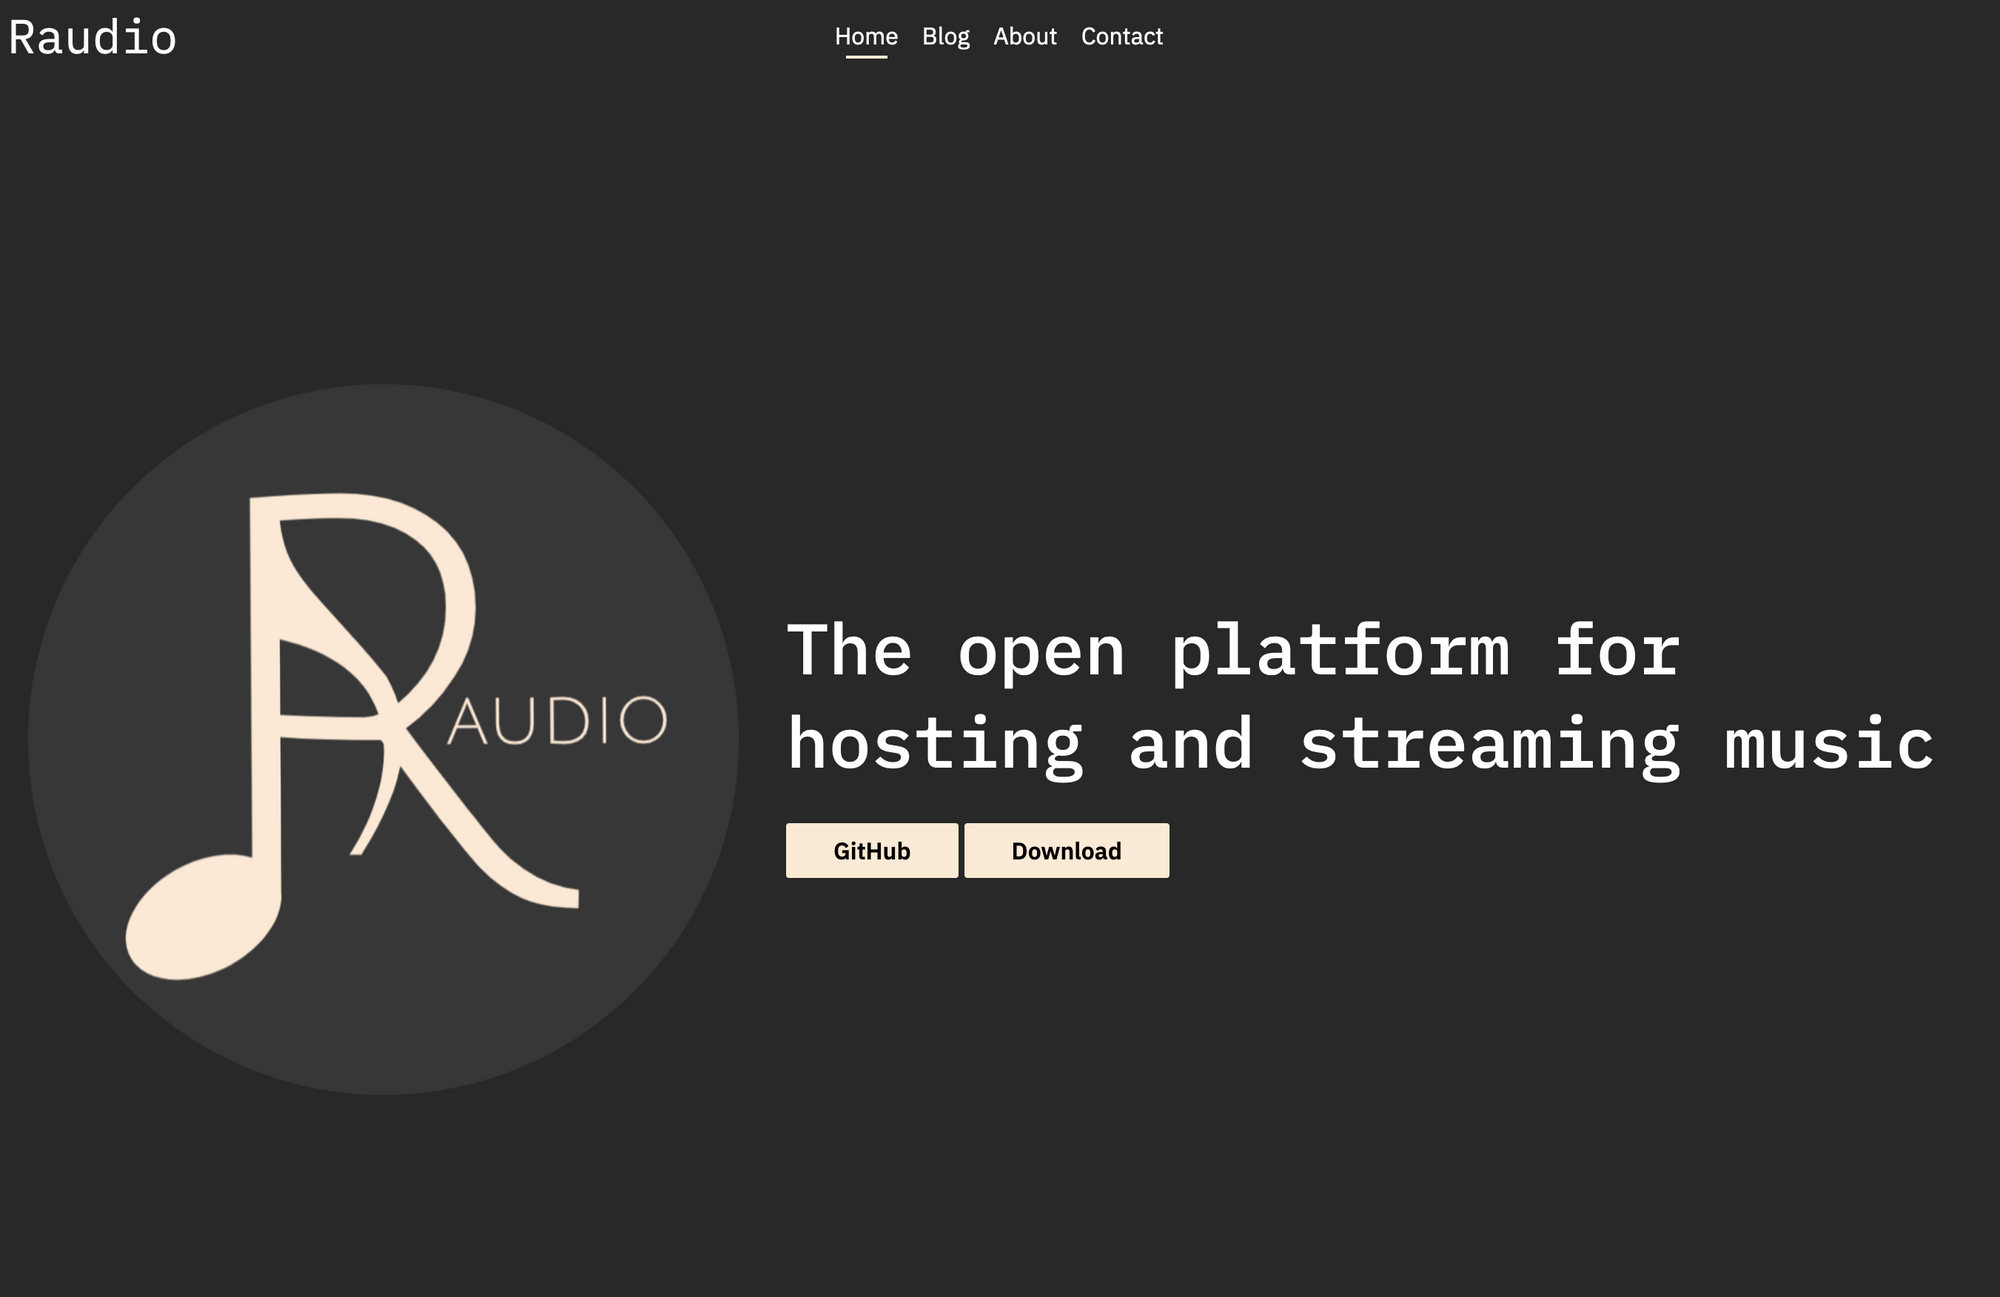 Raudio
Home Blog About Contact
RAUDIO
The open platform for
hosting and streaming music
GitHub Download